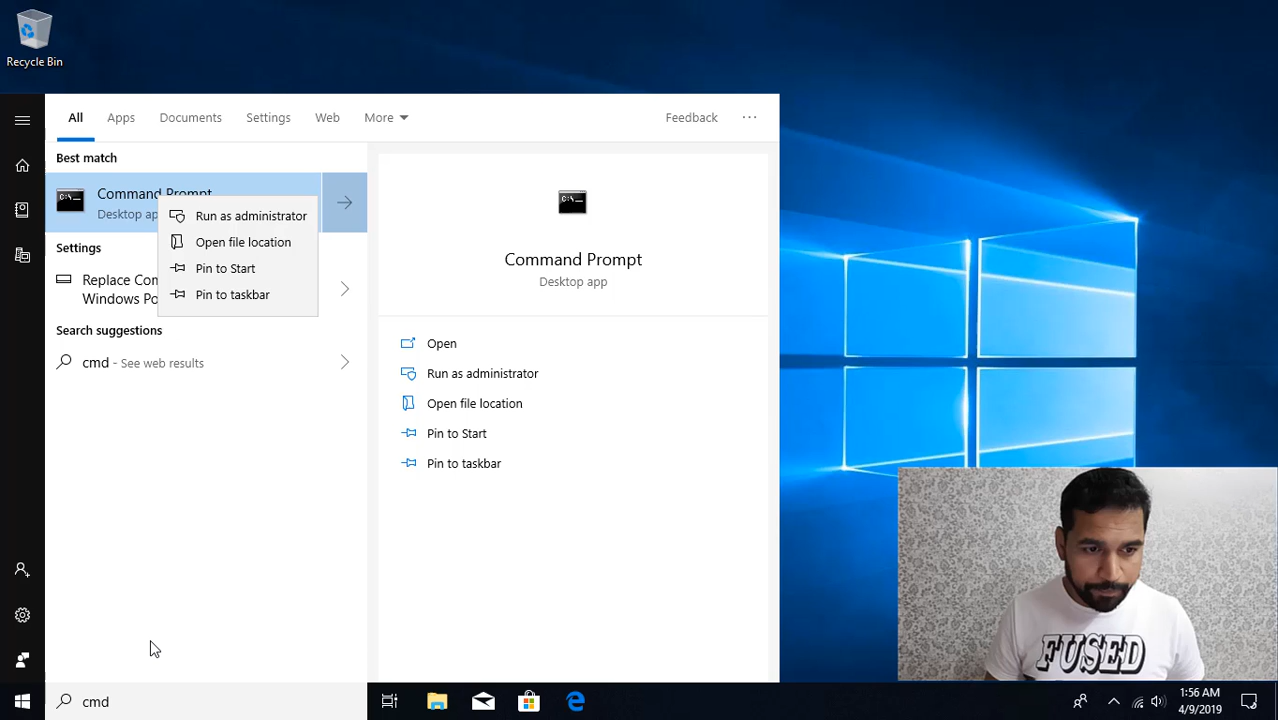 Recycle Bin
All Apps Documents Settings Web More Feedback ...
Best match
Command Prompt
Desktop ap
Run as administrator
Open file location
Pin to Start
Pin to taskbar
Settings
Replace Co
Windows Po
Search suggestions
cmd - See web results
C:\_
Command Prompt
Desktop app
Open
Run as administrator
Open file location
Pin to Start
Pin to taskbar
FUSED
cmd
1:56 AM
4/9/2019